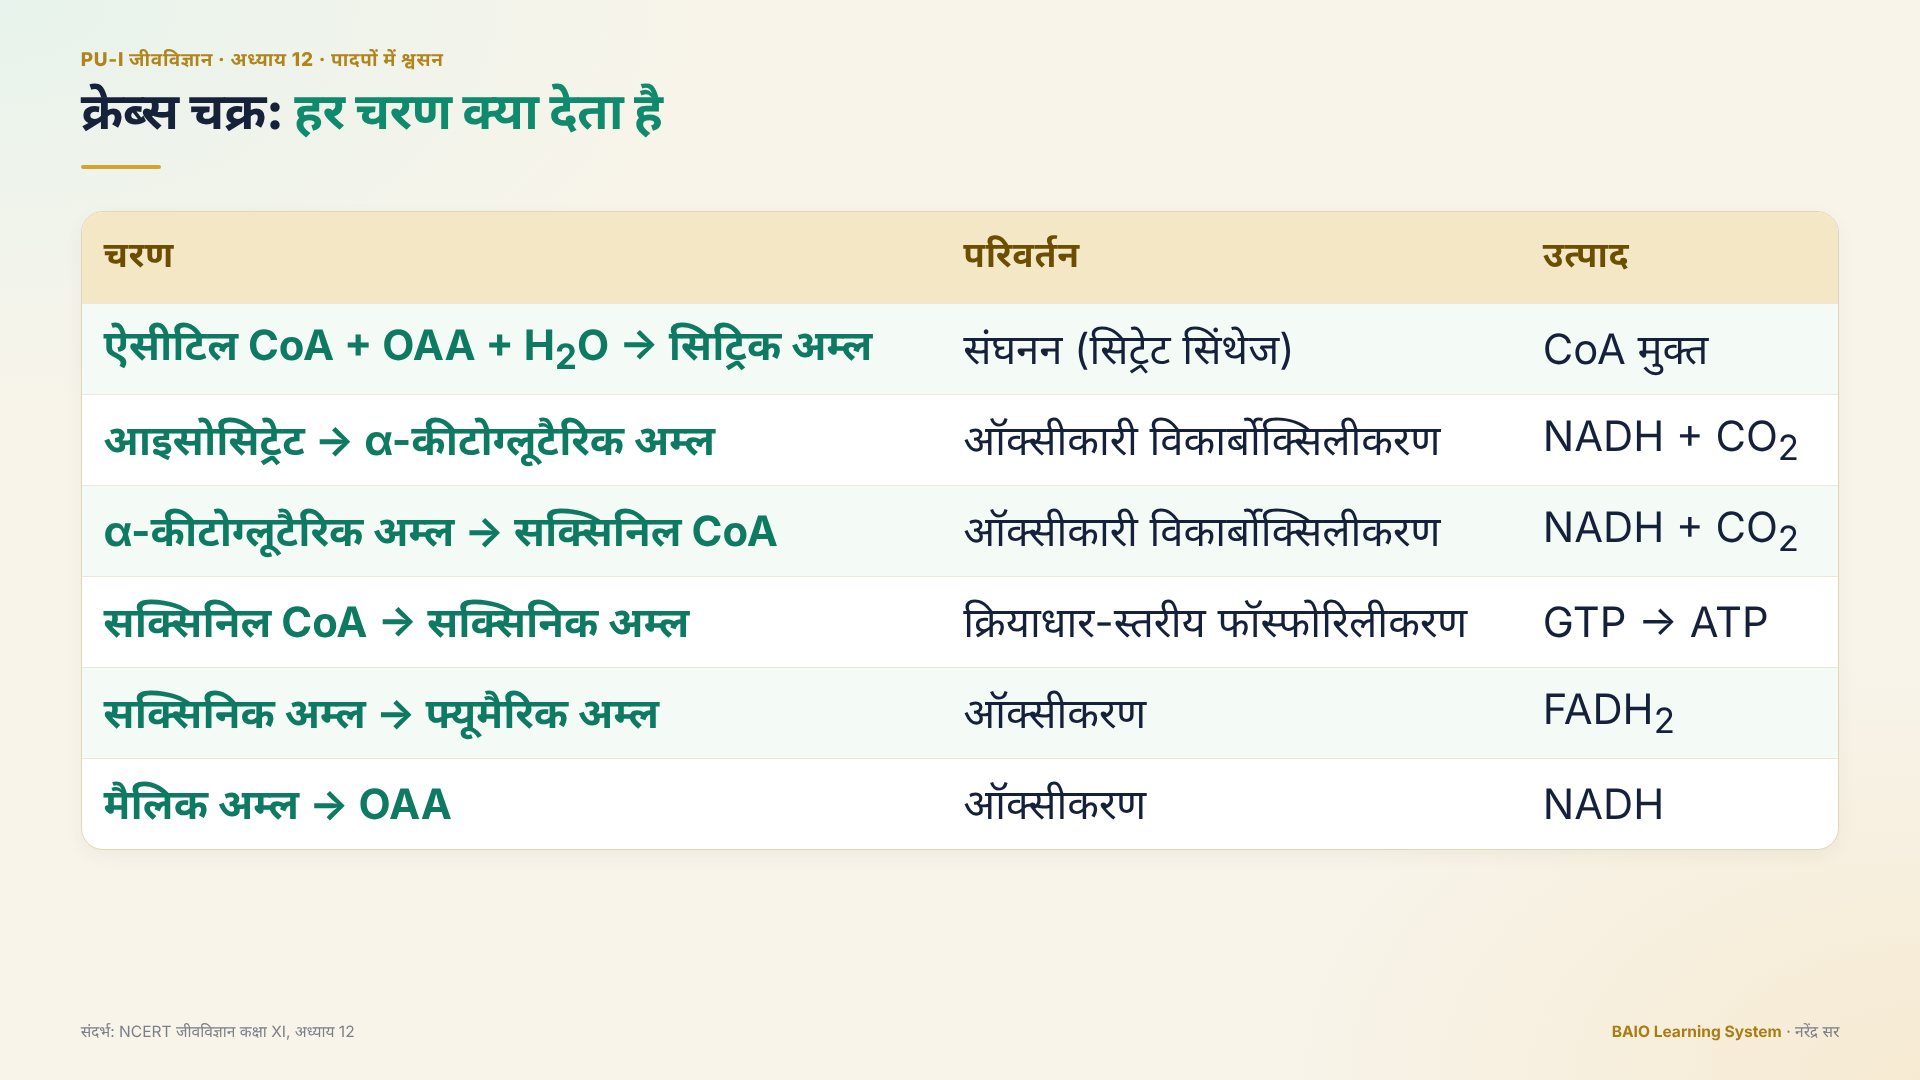 PU-I जीवविज्ञान · अध्याय 12 · पादपों में श्वसन
क्रेब्स चक्र: हर चरण क्या देता है
चरण परिवर्तन उत्पाद
ऐसीटिल CoA + OAA + H₂O → सिट्रिक अम्ल संघनन (सिट्रेट सिंथेज) CoA मुक्त
आइसोसिट्रेट → α-कीटोग्लूटैरिक अम्ल ऑक्सीकारी विकार्बोक्सिलीकरण NADH + CO₂
α-कीटोग्लूटैरिक अम्ल → सक्सिनिल CoA ऑक्सीकारी विकार्बोक्सिलीकरण NADH + CO₂
सक्सिनिल CoA → सक्सिनिक अम्ल क्रियाधार-स्तरीय फॉस्फोरिलीकरण GTP → ATP
सक्सिनिक अम्ल → फ्यूमैरिक अम्ल ऑक्सीकरण FADH₂
मैलिक अम्ल → OAA ऑक्सीकरण NADH
संदर्भ: NCERT जीवविज्ञान कक्षा XI, अध्याय 12
BAIO Learning System · नरेंद्र सर